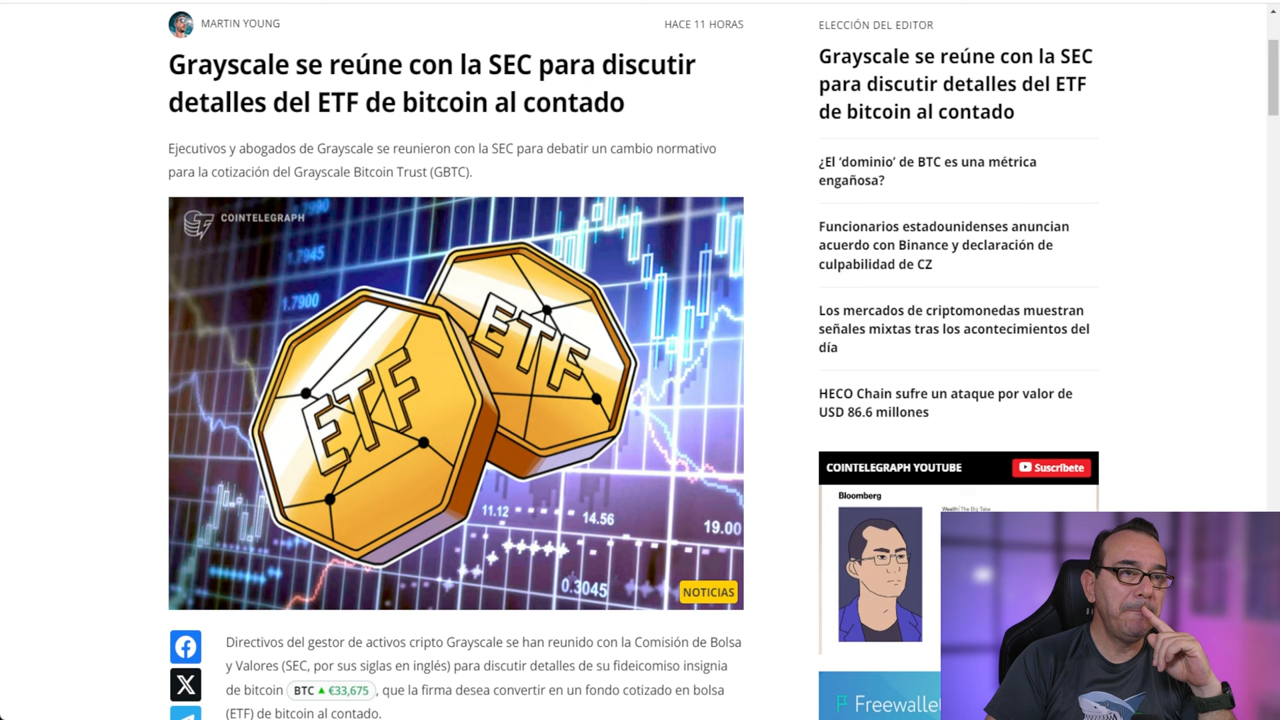 MARTIN YOUNG
HACE 11 HORAS
Grayscale se reúne con la SEC para discutir
detalles del ETF de bitcoin al contado
Ejecutivos y abogados de Grayscale se reunieron con la SEC para debatir un cambio normativo
para la cotización del Grayscale Bitcoin Trust (GBTC).
COINTELEGRAPH
1.7990
1.7945
1.7900
ETF
ETF
11.12
14.56
19.00
0.3045
NOTICIAS
Directivos del gestor de activos cripto Grayscale se han reunido con la Comisión de Bolsa
y Valores (SEC, por sus siglas en inglés) para discutir detalles de su fideicomiso insignia
de bitcoin BTC ▲ €33,675 , que la firma desea convertir en un fondo cotizado en bolsa
(ETF) de bitcoin al contado.
ELECCIÓN DEL EDITOR
Grayscale se reúne con la SEC
para discutir detalles del ETF
de bitcoin al contado
¿El ‘dominio’ de BTC es una métrica
engañosa?
Funcionarios estadounidenses anuncian
acuerdo con Binance y declaración de
culpabilidad de CZ
Los mercados de criptomonedas muestran
señales mixtas tras los acontecimientos del
día
HECO Chain sufre un ataque por valor de
USD 86.6 millones
COINTELEGRAPH YOUTUBE
Suscríbete
Bloomberg
Wealth | The Big Take
Freewallet